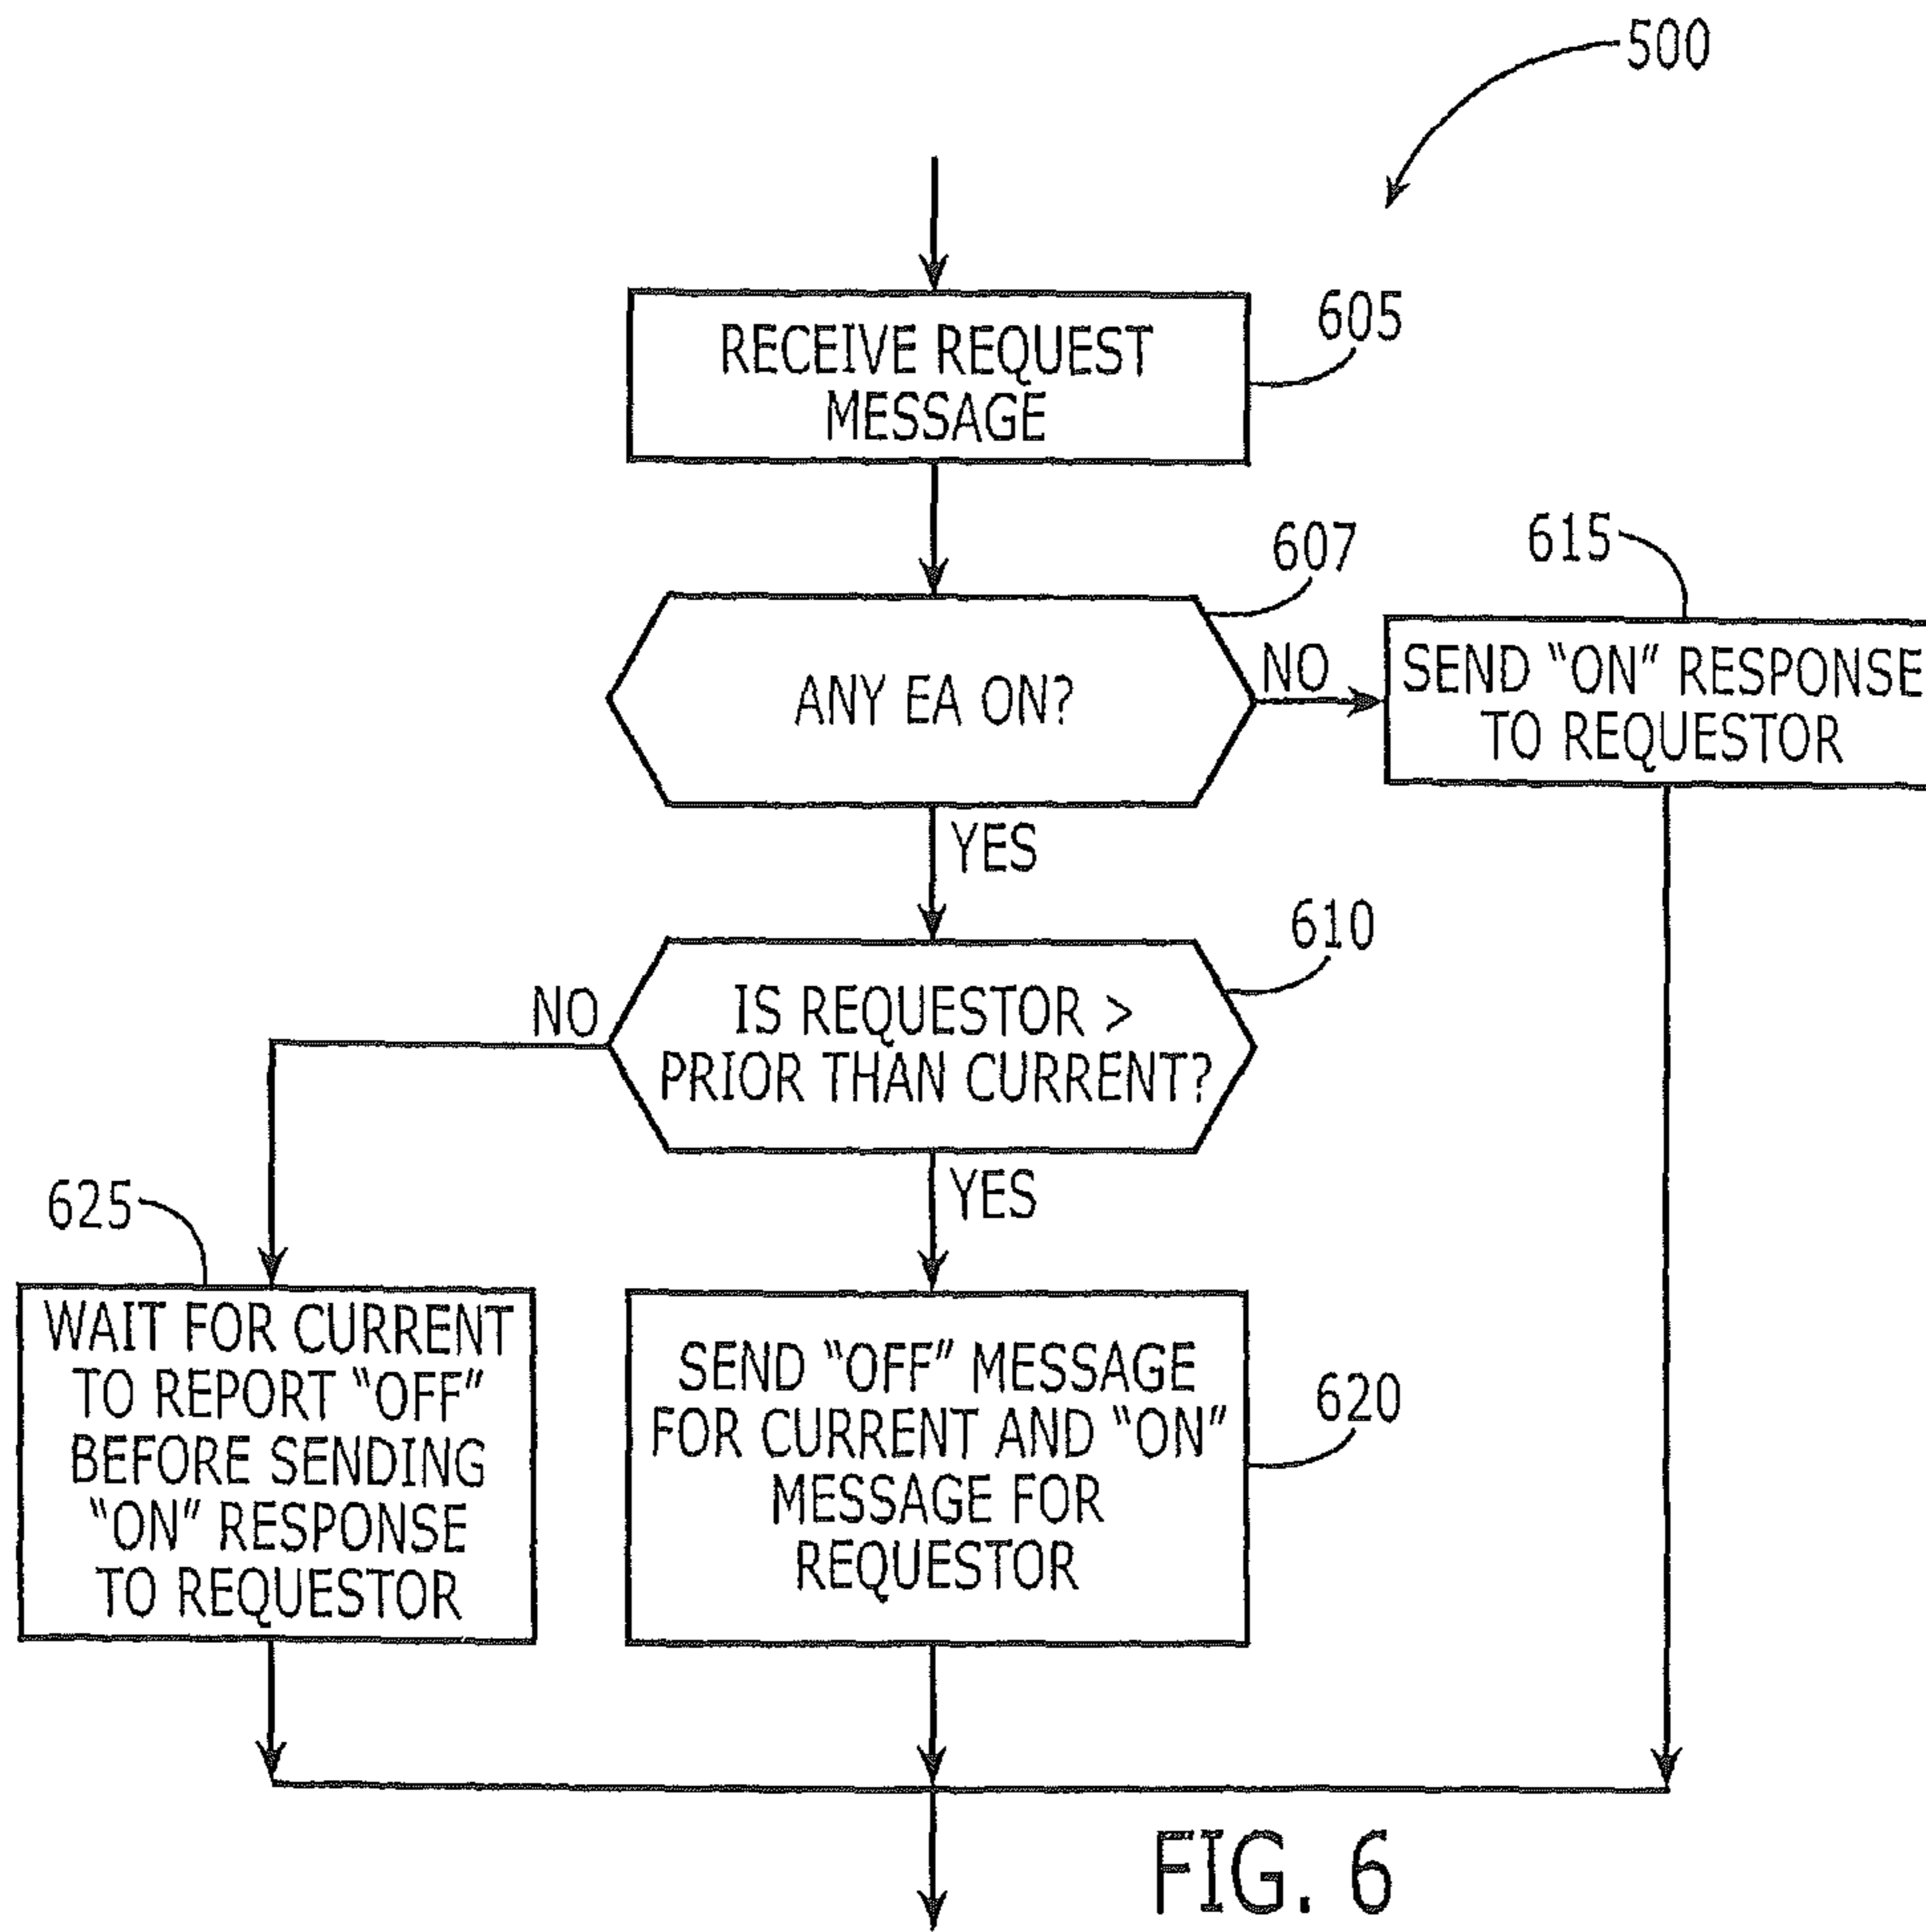 500
605
RECEIVE REQUEST
MESSAGE
607
615
ANY EA ON?
NO
SEND “ON” RESPONSE
TO REQUESTOR
YES
610
NO
IS REQUESTOR >
PRIOR THAN CURRENT?
YES
625
WAIT FOR CURRENT
TO REPORT “OFF”
BEFORE SENDING
“ON” RESPONSE
TO REQUESTOR
SEND “OFF” MESSAGE
FOR CURRENT AND “ON”
MESSAGE FOR
REQUESTOR
620
FIG. 6